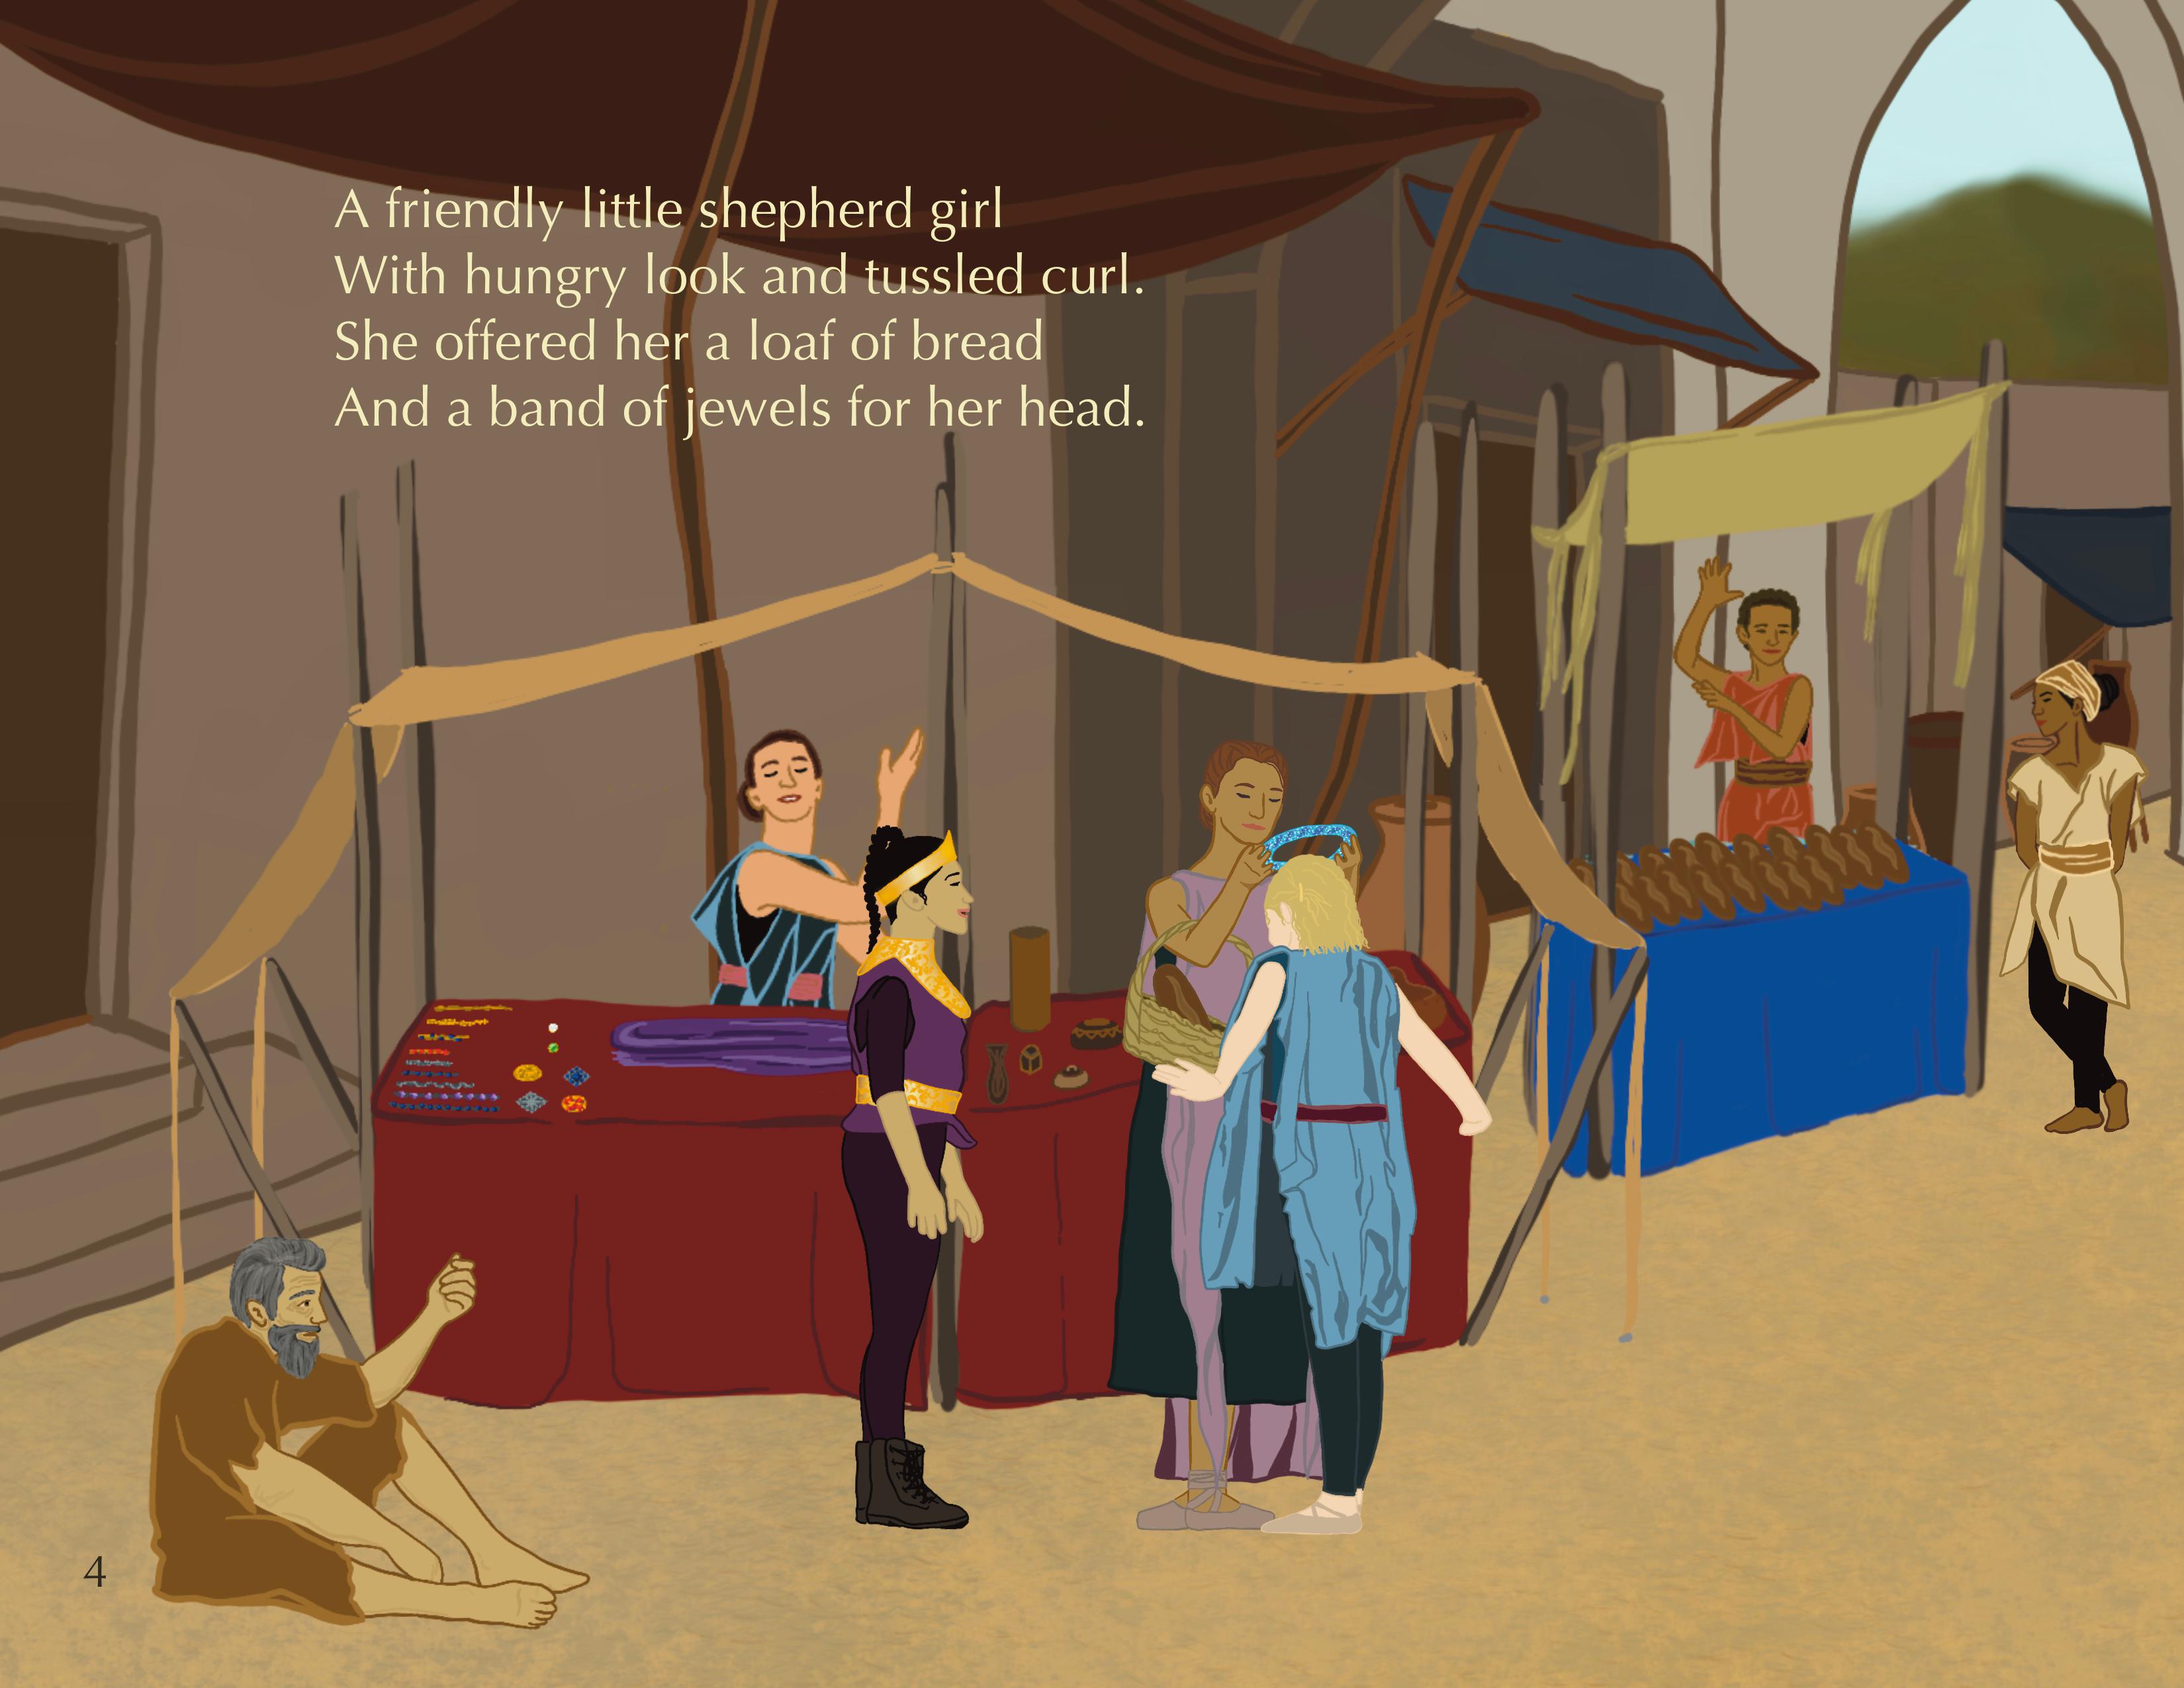 A friendly little shepherd girl
With hungry look and tussled curl.
She offered her a loaf of bread
And a band of jewels for her head.
4